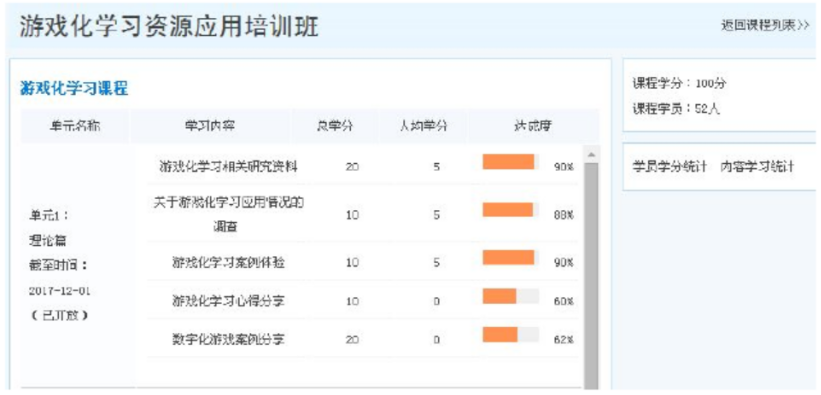 游戏化学习资源应用培训班
返回课程列表>>
游戏化学习课程
单元名称 学习内容 总学分 人均学分 达成度
单元1：
理论篇
截至时间：
2017-12-01
（已开放）
游戏化学习相关研究资料 20 5 90%
关于游戏化学习应用情况的
调查 10 5 88%
游戏化学习案例体验 10 5 90%
游戏化学习心得分享 10 0 60%
数字化游戏案例分享 20 0 62%
课程学分：100分
课程学员：52人
学员学分统计 内容学习统计